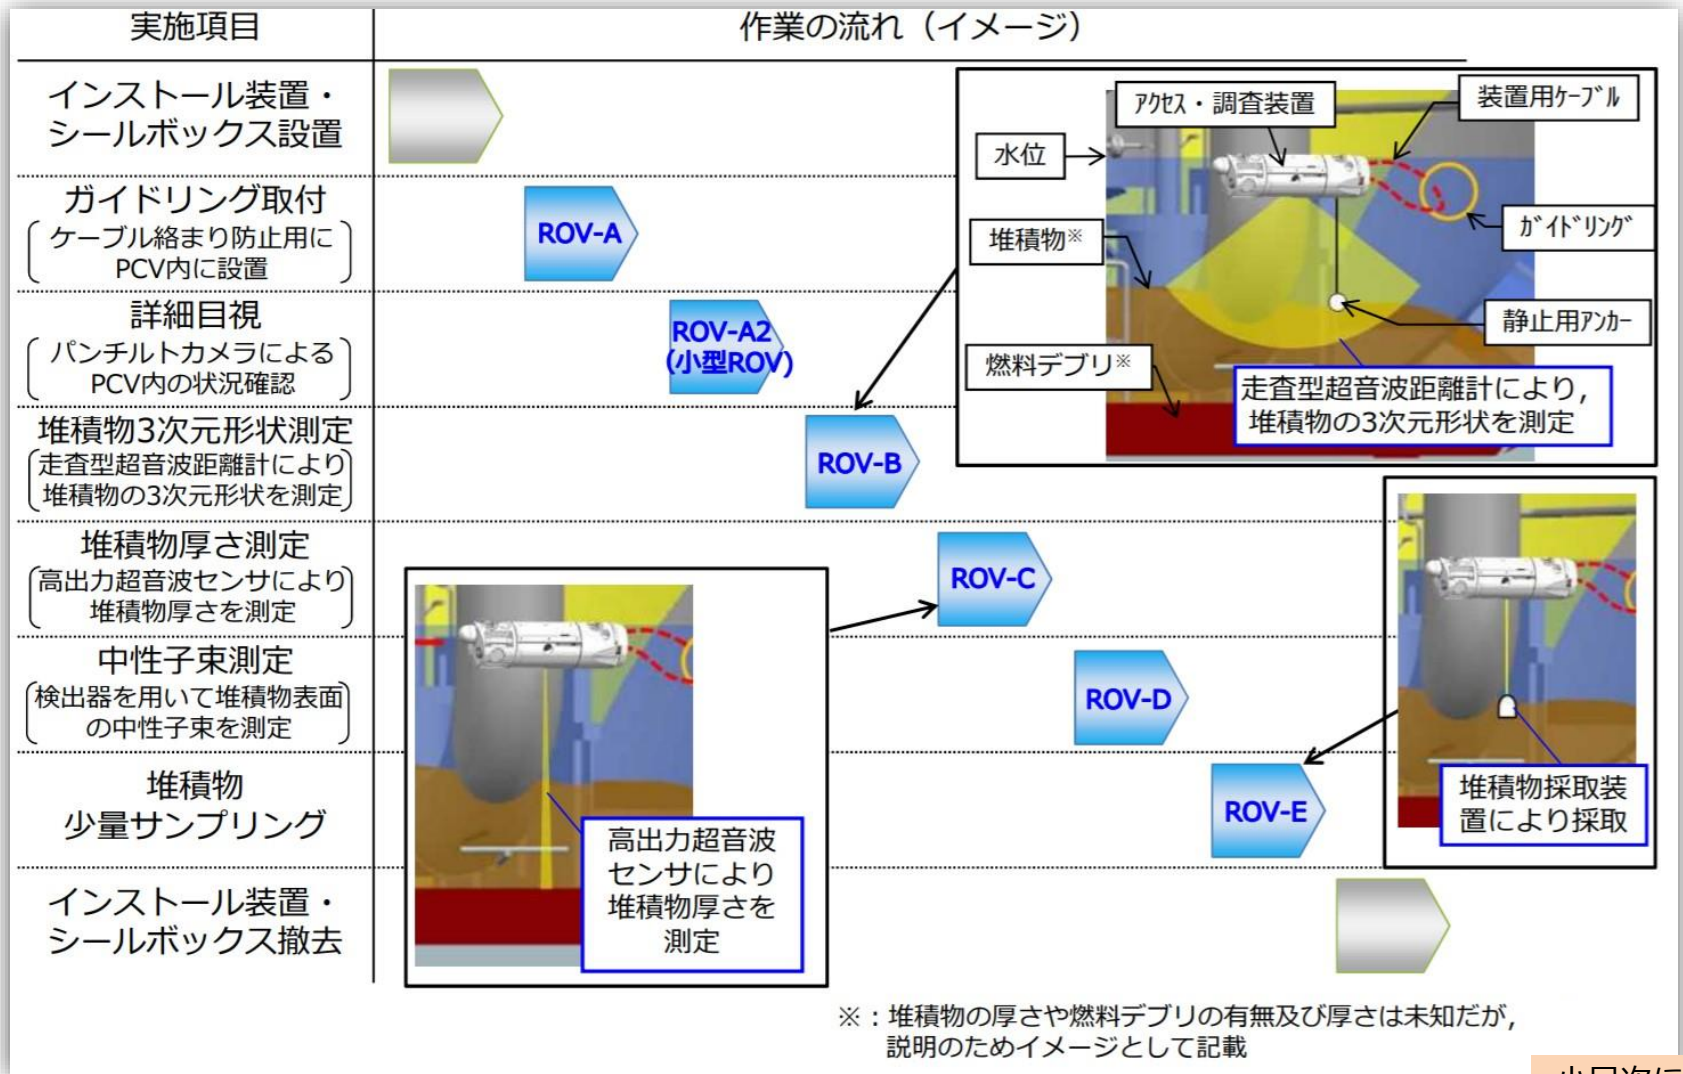 実施項目
作業の流れ（イメージ）
インストール装置・
シールボックス設置
ガイドリング取付
ケーブル絡まり防止用に
PCV内に設置
ROV-A
詳細目視
パンチルトカメラによる
PCV内の状況確認
ROV-A2
(小型ROV)
堆積物3次元形状測定
走査型超音波距離計により
堆積物の3次元形状を測定
ROV-B
堆積物厚さ測定
高出力超音波センサにより
堆積物厚さを測定
ROV-C
中性子束測定
検出器を用いて堆積物表面
の中性子束を測定
ROV-D
堆積物
少量サンプリング
ROV-E
インストール装置・
シールボックス撤去
ｱｸｾｽ・調査装置
装置用ｹｰﾌﾞﾙ
水位
堆積物※
ｶﾞｲﾄﾞﾘﾝｸﾞ
静止用ｱﾝｶｰ
燃料デブリ※
走査型超音波距離計により，
堆積物の3次元形状を測定
高出力超音波
センサにより
堆積物厚さを
測定
堆積物採取装
置により採取
※：堆積物の厚さや燃料デブリの有無及び厚さは未知だが，
説明のためイメージとして記載